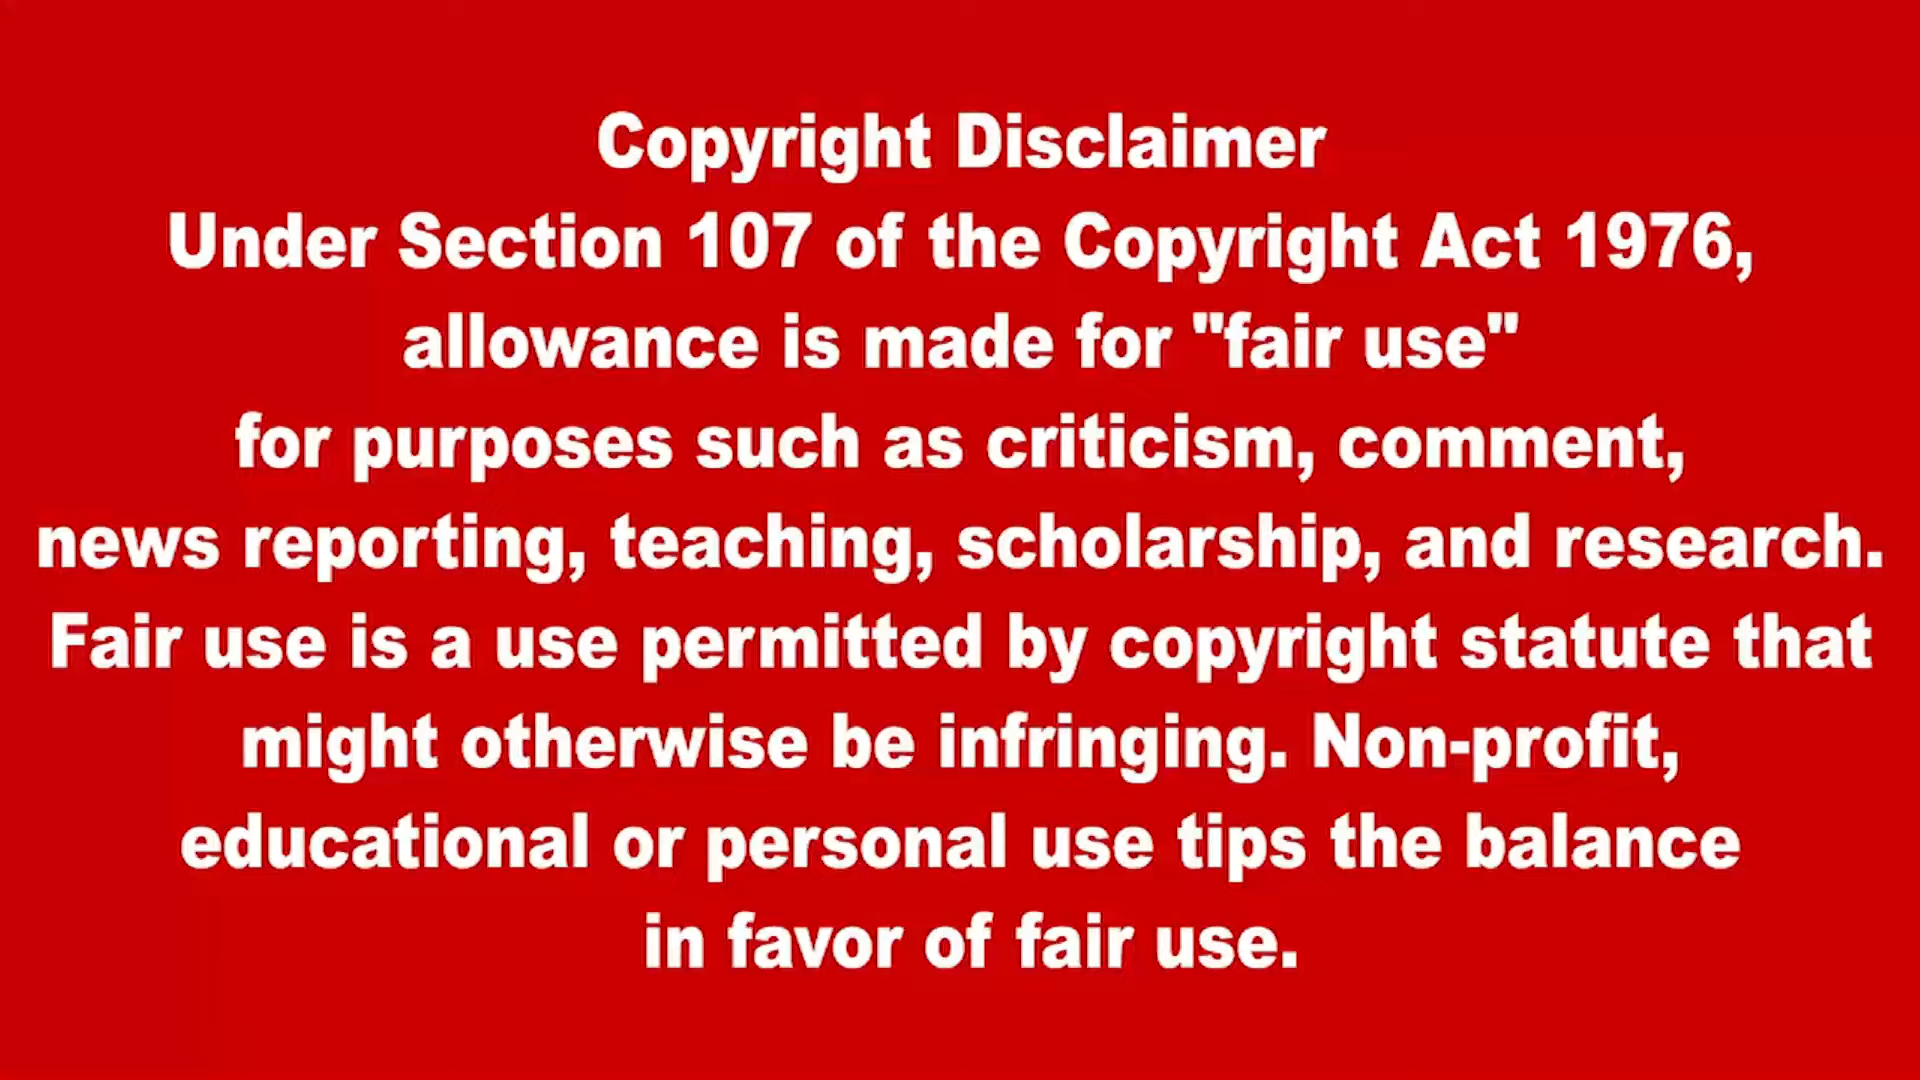 Copyright Disclaimer
Under Section 107 of the Copyright Act 1976,
allowance is made for "fair use"
for purposes such as criticism, comment,
news reporting, teaching, scholarship, and research.
Fair use is a use permitted by copyright statute that
might otherwise be infringing. Non-profit,
educational or personal use tips the balance
in favor of fair use.